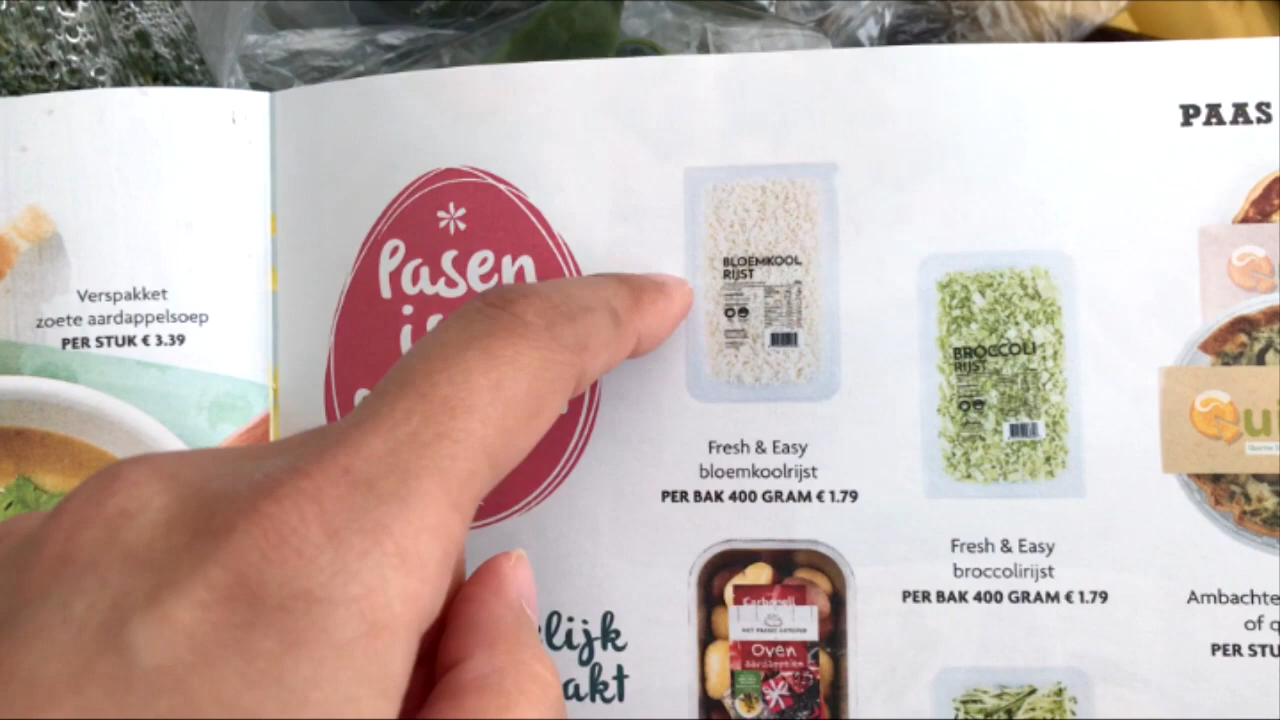 Verspakket
zoete aardappelsoep
PER STUK € 3.39
Pasen
PAAS
BLOEMKOOL
RIJST
Fresh & Easy
bloemkoolrijst
PER BAK 400 GRAM € 1.79
BROCCOLI
RIJST
Fresh & Easy
broccolirijst
PER BAK 400 GRAM € 1.79
Oven
lijk
akt
Ambachte
of q
PER STU